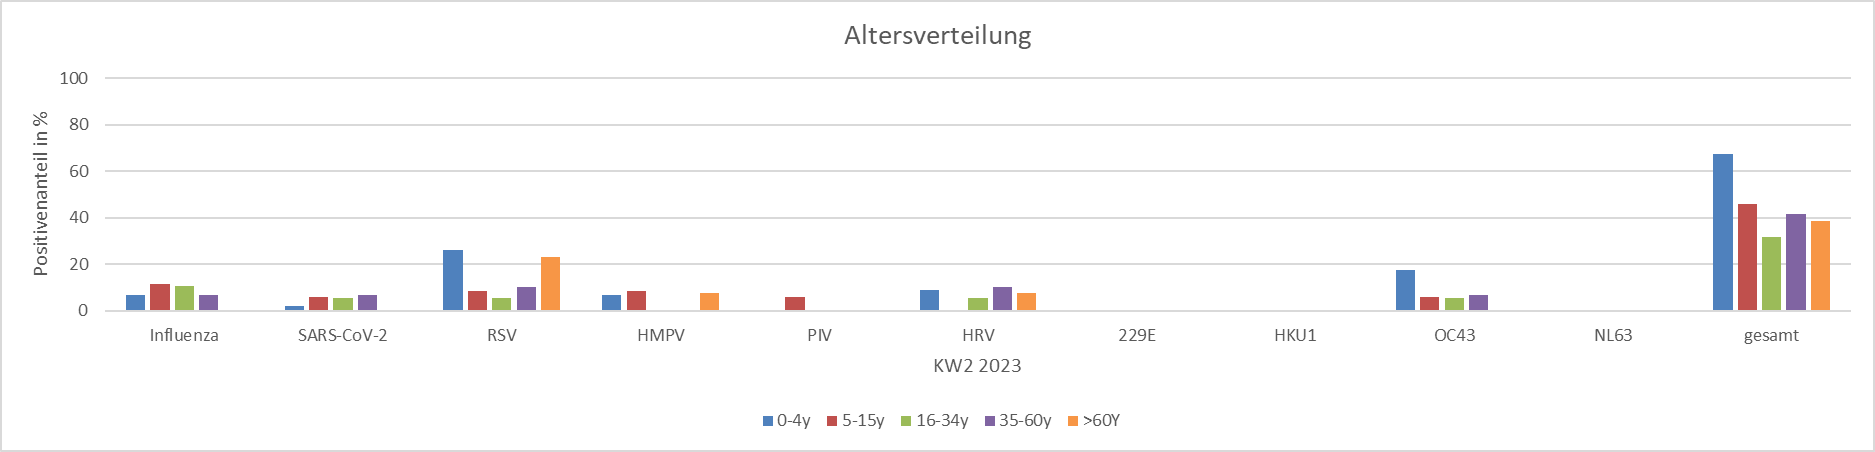 Altersverteilung
Positivenanteil in %
100
80
60
40
20
0
Influenza SARS-CoV-2 RSV HMPV PIV HRV 229E HKU1 OC43 NL63 gesamt
KW2 2023
0-4y 5-15y 16-34y 35-60y >60Y